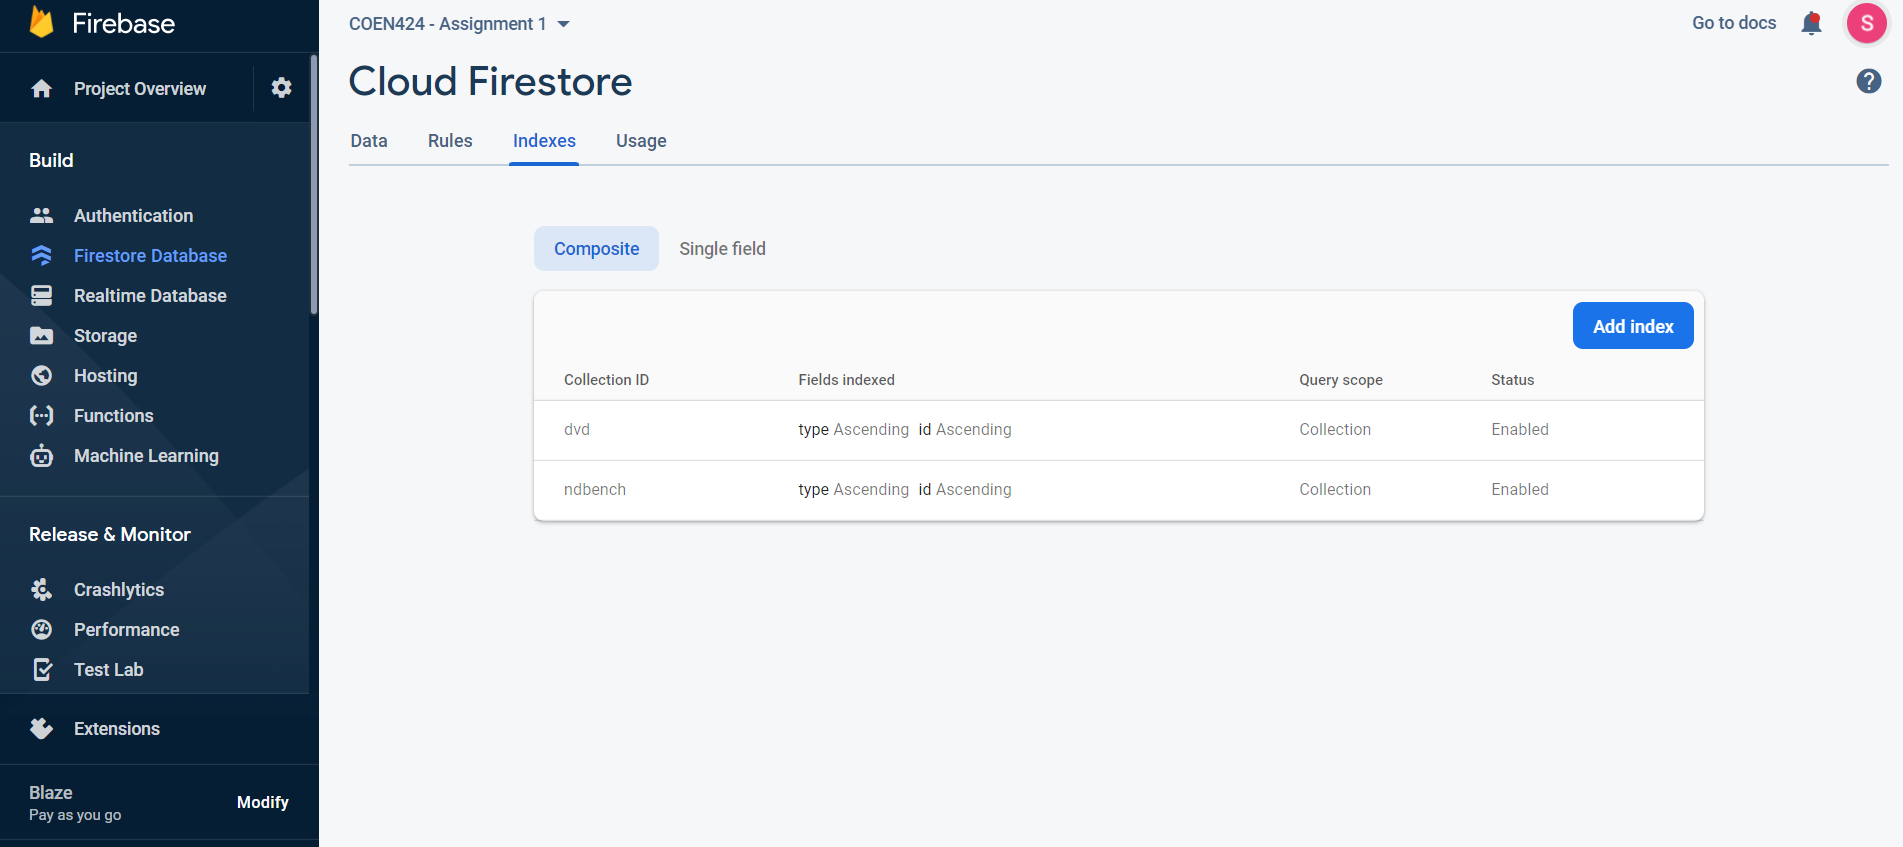 Firebase
Project Overview
Build
Authentication
Firestore Database
Realtime Database
Storage
Hosting
Functions
Machine Learning
Release & Monitor
Crashlytics
Performance
Test Lab
Extensions
Blaze
Pay as you go
Modify
COEN424 - Assignment 1
Go to docs
S
Cloud Firestore
?
Data Rules Indexes Usage
Composite Single field
Add index
Collection ID Fields indexed Query scope Status
dvd type Ascending id Ascending Collection Enabled
ndbench type Ascending id Ascending Collection Enabled